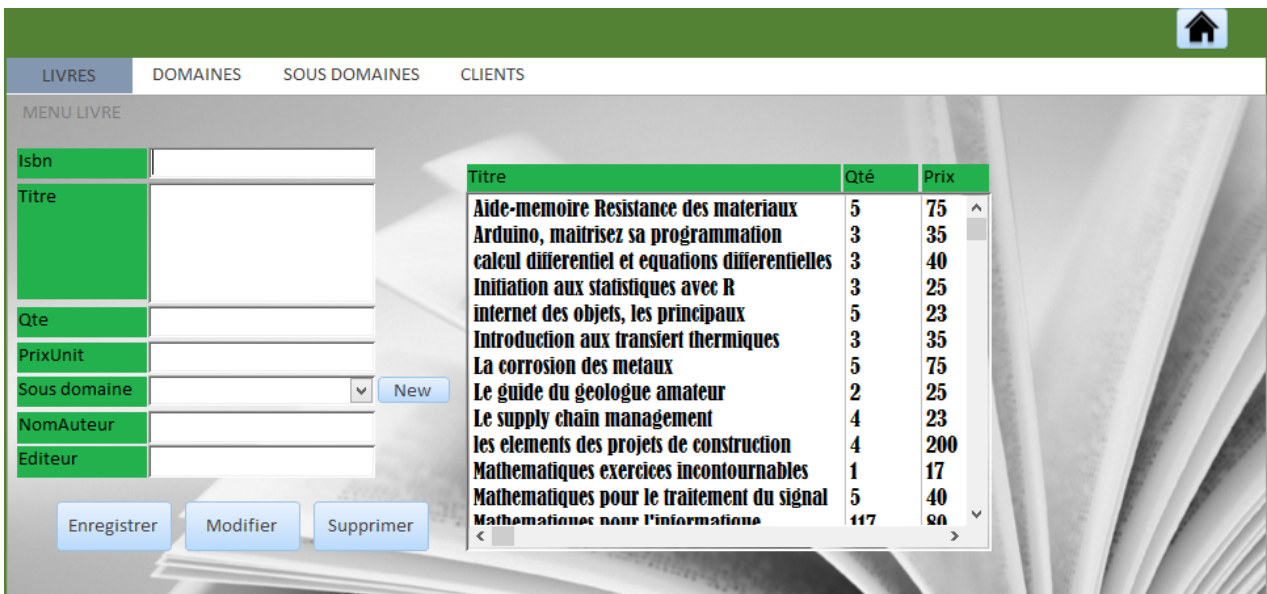 LIVRES DOMAINES SOUS DOMAINES CLIENTS
MENU LIVRE
Isbn
Titre
Qte
PrixUnit
Sous domaine New
NomAuteur
Editeur
Enregistrer Modifier Supprimer
Titre Qté Prix
Aide-memoire Resistance des materiaux 5 75
Arduino, maitrisez sa programmation 3 35
calcul differentiel et equations differentielles 3 40
Initiation aux statistiques avec R 3 25
internet des objets, les principaux 5 23
Introduction aux transfert thermiques 3 35
La corrosion des metaux 5 75
Le guide du geologue amateur 2 25
Le supply chain management 4 23
les elements des projets de construction 4 200
Mathematiques exercices incontournables 1 17
Mathematiques pour le traitement du signal 5 40
Mathematiques pour l'informatique 117 80